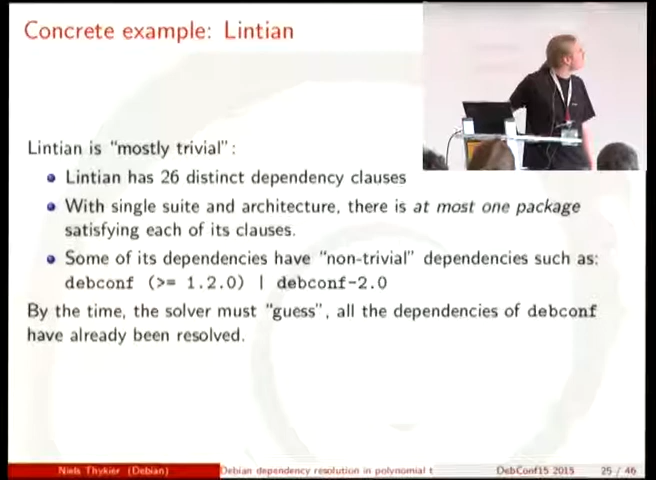 Concrete example: Lintian
Lintian is “mostly trivial”:
Lintian has 26 distinct dependency clauses
With single suite and architecture, there is at most one package
satisfying each of its clauses.
Some of its dependencies have “non-trivial” dependencies such as:
debconf (>= 1.2.0) | debconf-2.0
By the time, the solver must “guess”, all the dependencies of debconf
have already been resolved.
Niels Thykier (Debian)
Debian dependency resolution in polynomial t
DebConf15 2015
25 / 46